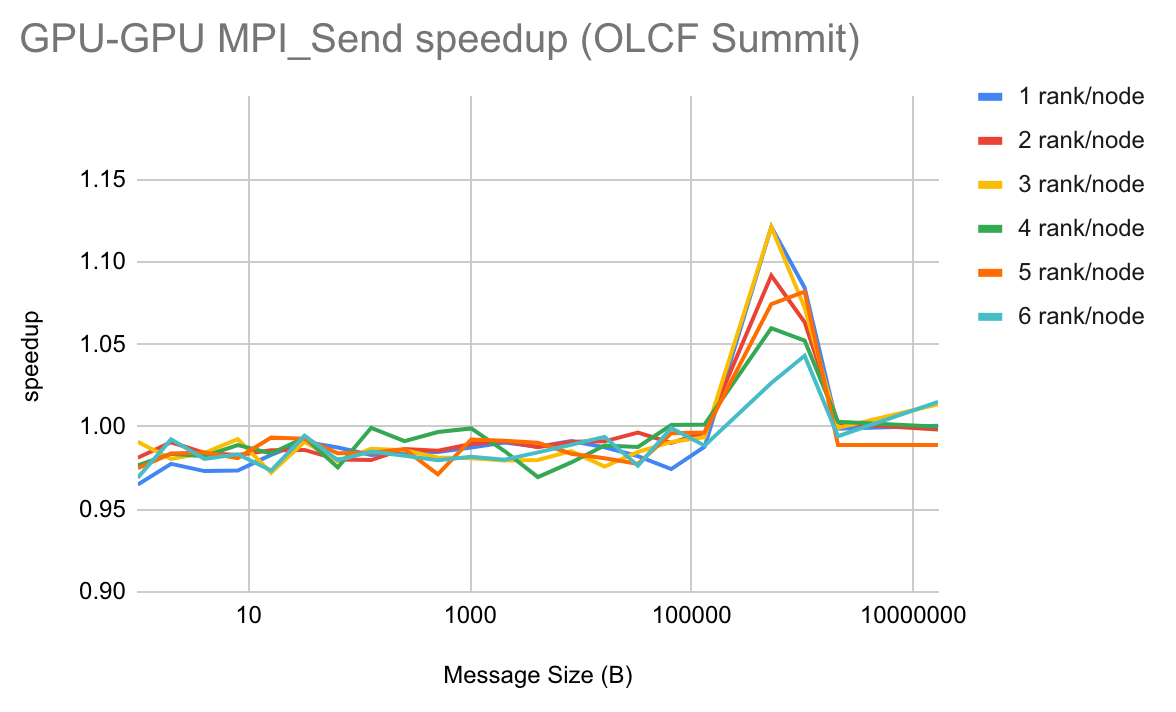 GPU-GPU MPI_Send speedup (OLCF Summit)
1 rank/node
2 rank/node
3 rank/node
4 rank/node
5 rank/node
6 rank/node
speedup
1.15
1.10
1.05
1.00
0.95
0.90
10
1000
100000
10000000
Message Size (B)